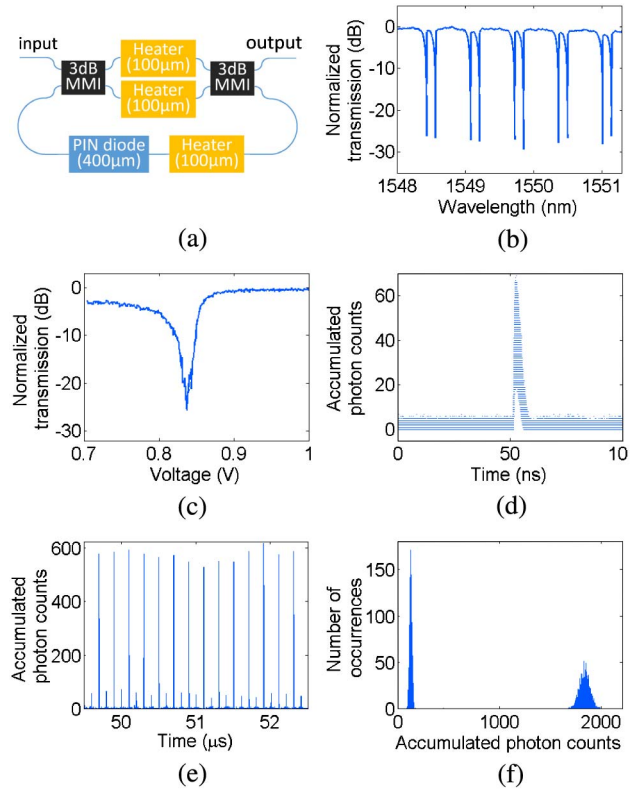 input
output
3dB
MMI
Heater
(100μm)
Heater
(100μm)
3dB
MMI
PIN diode
(400μm)
Heater
(100μm)
(a)
Normalized
transmission (dB)
0
-10
-20
-30
1548
1549
1550
1551
Wavelength (nm)
(b)
Normalized
transmission (dB)
0
-10
-20
-30
0.7
0.8
0.9
1
Voltage (V)
(c)
Accumulated
photon counts
60
40
20
0
0
50
10
Time (ns)
(d)
Accumulated
photon counts
600
400
200
0
50
51
52
Time (μs)
(e)
Number of
occurrences
150
100
50
0
0
1000
2000
Accumulated photon counts
(f)